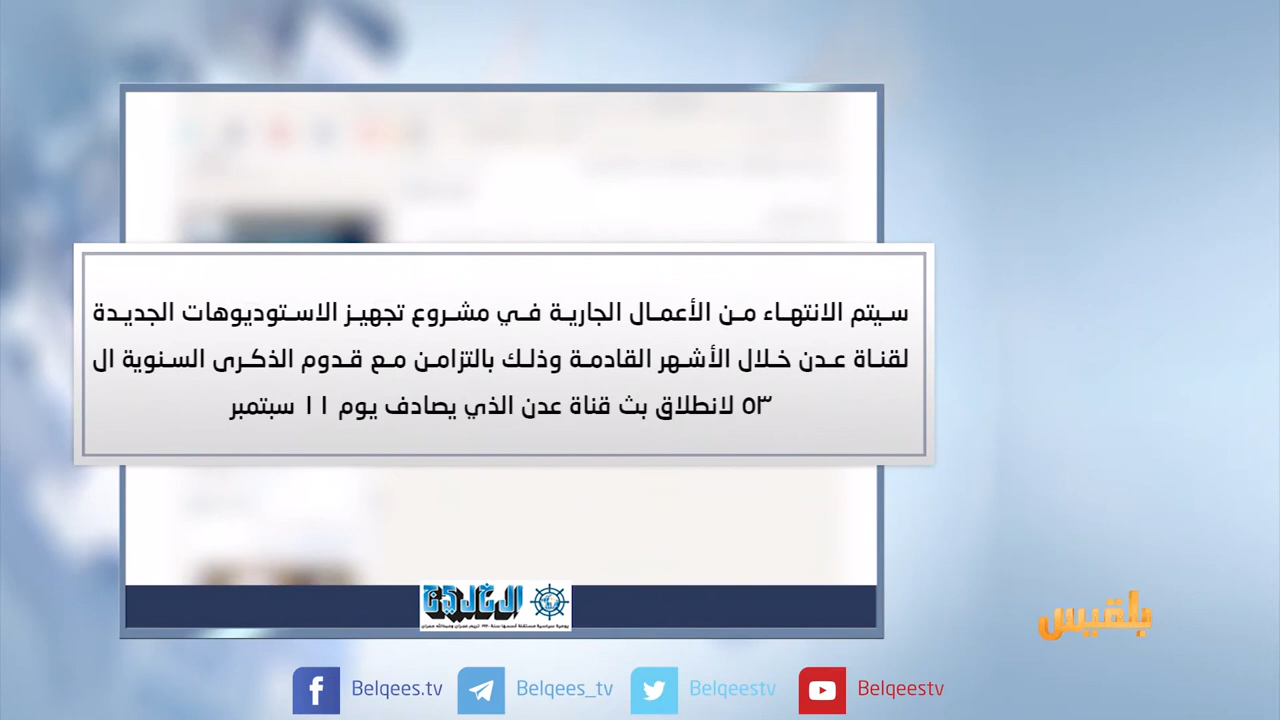 سيتم الانتهاء من الأعمال الجارية في مشروع تجهيز الاستوديوهات الجديدة
لقناة عدن خلال الأشهر القادمة وذلك بالتزامن مع قدوم الذكرى السنوية ال
٥٣ لانطلاق بث قناة عدن الذي يصادف يوم ١١ سبتمبر
الخليج
بلقيس
Belqees.tv
Belqees_tv
Belqeestv
Belqeestv